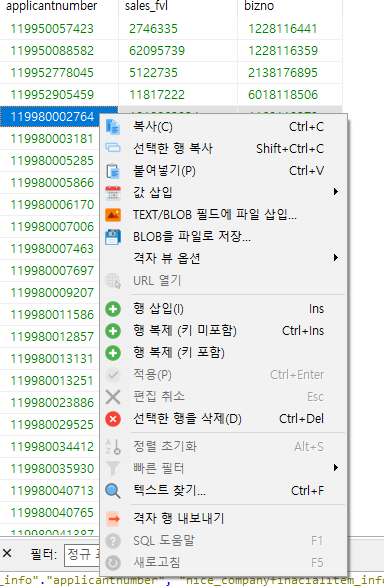 applicantnumber sales_fvl bizno
119950057423 2746335 1228116441
119950088582 62095739 1228116359
119952778045 5122735 2138176895
119952905459 11817222 6018118506
119980002764
119980003181
119980005285
119980005866
119980006170
119980007006
119980007463
119980007697
119980009207
119980011586
119980012857
119980013131
119980013251
119980023886
119980029525
119980034412
119980035930
119980040713
119980040765
119980041387
복사(C) Ctrl+C
선택한 행 복사 Shift+Ctrl+C
붙여넣기(P) Ctrl+V
값 삽입
TEXT/BLOB 필드에 파일 삽입...
BLOB을 파일로 저장...
격자 뷰 옵션
URL 열기
행 삽입(I) Ins
행 복제 (키 미포함) Ctrl+Ins
행 복제 (키 포함)
적용(P) Ctrl+Enter
편집 취소 Esc
선택한 행을 삭제(D) Ctrl+Del
정렬 초기화 Alt+S
빠른 필터
텍스트 찾기... Ctrl+F
격자 행 내보내기
SQL 도움말 F1
새로고침 F5
필터: 정규
_info"."applicantnumber", "nice_companyfinacialitem_info